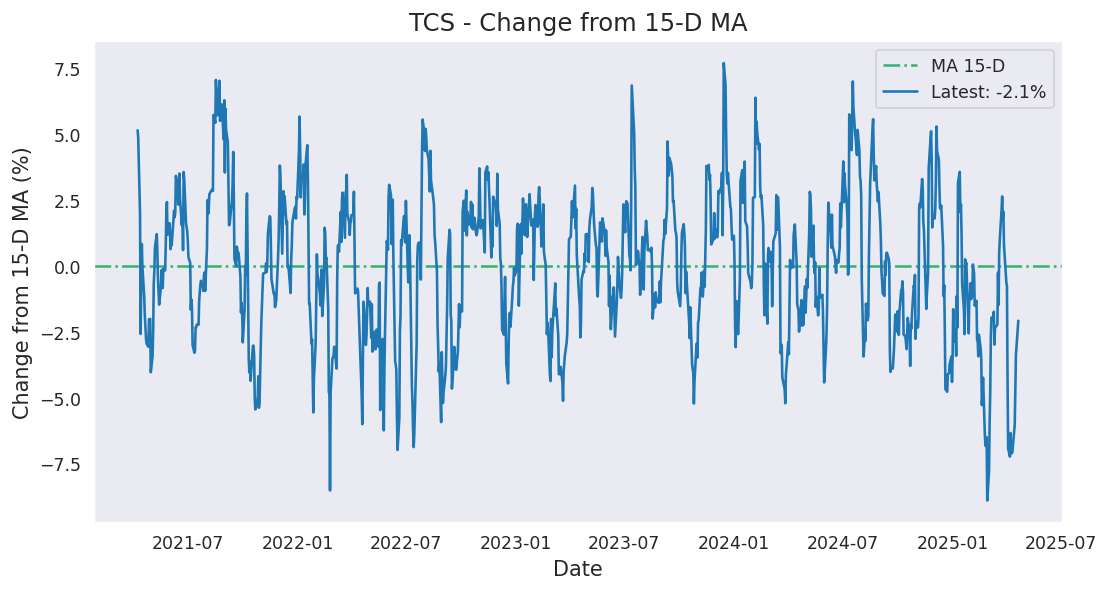 TCS - Change from 15-D MA
MA 15-D
Latest: -2.1%
Change from 15-D MA (%)
7.5
5.0
2.5
0.0
−2.5
−5.0
−7.5
2021-07 2022-01 2022-07 2023-01 2023-07 2024-01 2024-07 2025-01 2025-07
Date